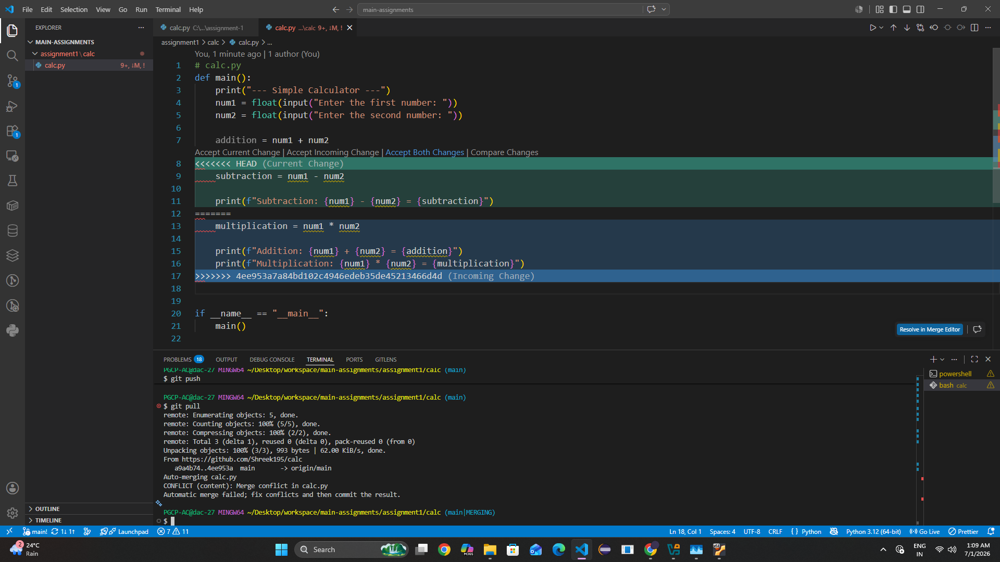 File Edit Selection View Go Run Terminal Help
main-assignments
EXPLORER
MAIN-ASSIGNMENTS
assignment1\calc
calc.py 9+, ↓M, !
OUTLINE
TIMELINE
1
1
calc.py C:\...\assignment-1
calc.py ...\calc 9+, ↓M, !
assignment1 > calc > calc.py > ...
You, 1 minute ago | 1 author (You)
1 # calc.py
2 def main():
3 print("--- Simple Calculator ---")
4 num1 = float(input("Enter the first number: "))
5 num2 = float(input("Enter the second number: "))
6
7 addition = num1 + num2
Accept Current Change | Accept Incoming Change | Accept Both Changes | Compare Changes
8 <<<<<<< HEAD (Current Change)
9 subtraction = num1 - num2
10
11 print(f"Subtraction: {num1} - {num2} = {subtraction}")
12 =======
13 multiplication = num1 * num2
14
15 print(f"Addition: {num1} + {num2} = {addition}")
16 print(f"Multiplication: {num1} * {num2} = {multiplication}")
17 >>>>>>> 4ee953a7a84bd102c4946edeb35de45213466d4d (Incoming Change)
18
19
20 if __name__ == "__main__":
21 main()
22
Resolve in Merge Editor
PROBLEMS 18 OUTPUT DEBUG CONSOLE TERMINAL PORTS GITLENS
PGCP-AC@dac-27 MINGW64 ~/Desktop/workspace/main-assignments/assignment1/calc (main)
$ git push
PGCP-AC@dac-27 MINGW64 ~/Desktop/workspace/main-assignments/assignment1/calc (main)
$ git pull
remote: Enumerating objects: 5, done.
remote: Counting objects: 100% (5/5), done.
remote: Compressing objects: 100% (2/2), done.
remote: Total 3 (delta 1), reused 0 (delta 0), pack-reused 0 (from 0)
Unpacking objects: 100% (3/3), 993 bytes | 62.00 KiB/s, done.
From https://github.com/Shreek195/calc
a9a4b74..4ee953a main -> origin/main
Auto-merging calc.py
CONFLICT (content): Merge conflict in calc.py
Automatic merge failed; fix conflicts and then commit the result.
PGCP-AC@dac-27 MINGW64 ~/Desktop/workspace/main-assignments/assignment1/calc (main|MERGING)
$
powershell
bash calc
main! 1↓ 1↑ Launchpad 7 11
Ln 18, Col 1 Spaces: 4 UTF-8 CRLF { } Python Python 3.12 (64-bit) Go Live Prettier
2
24°C
Rain
Search
M365
ENG
IN
1:09 AM
7/1/2026